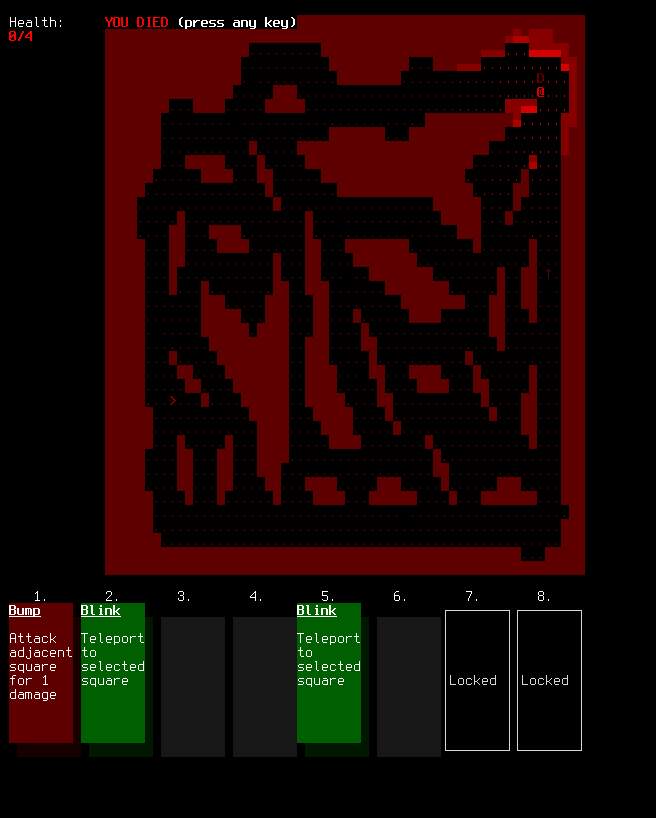 Health: YOU DIED (press any key)
0/4
D
@
1
>
1. 2. 3. 4. 5. 6. 7. 8.
Bump
Attack
adjacent
square
for 1
damage
Blink
Teleport
to
selected
square
Blink
Teleport
to
selected
square
Locked
Locked